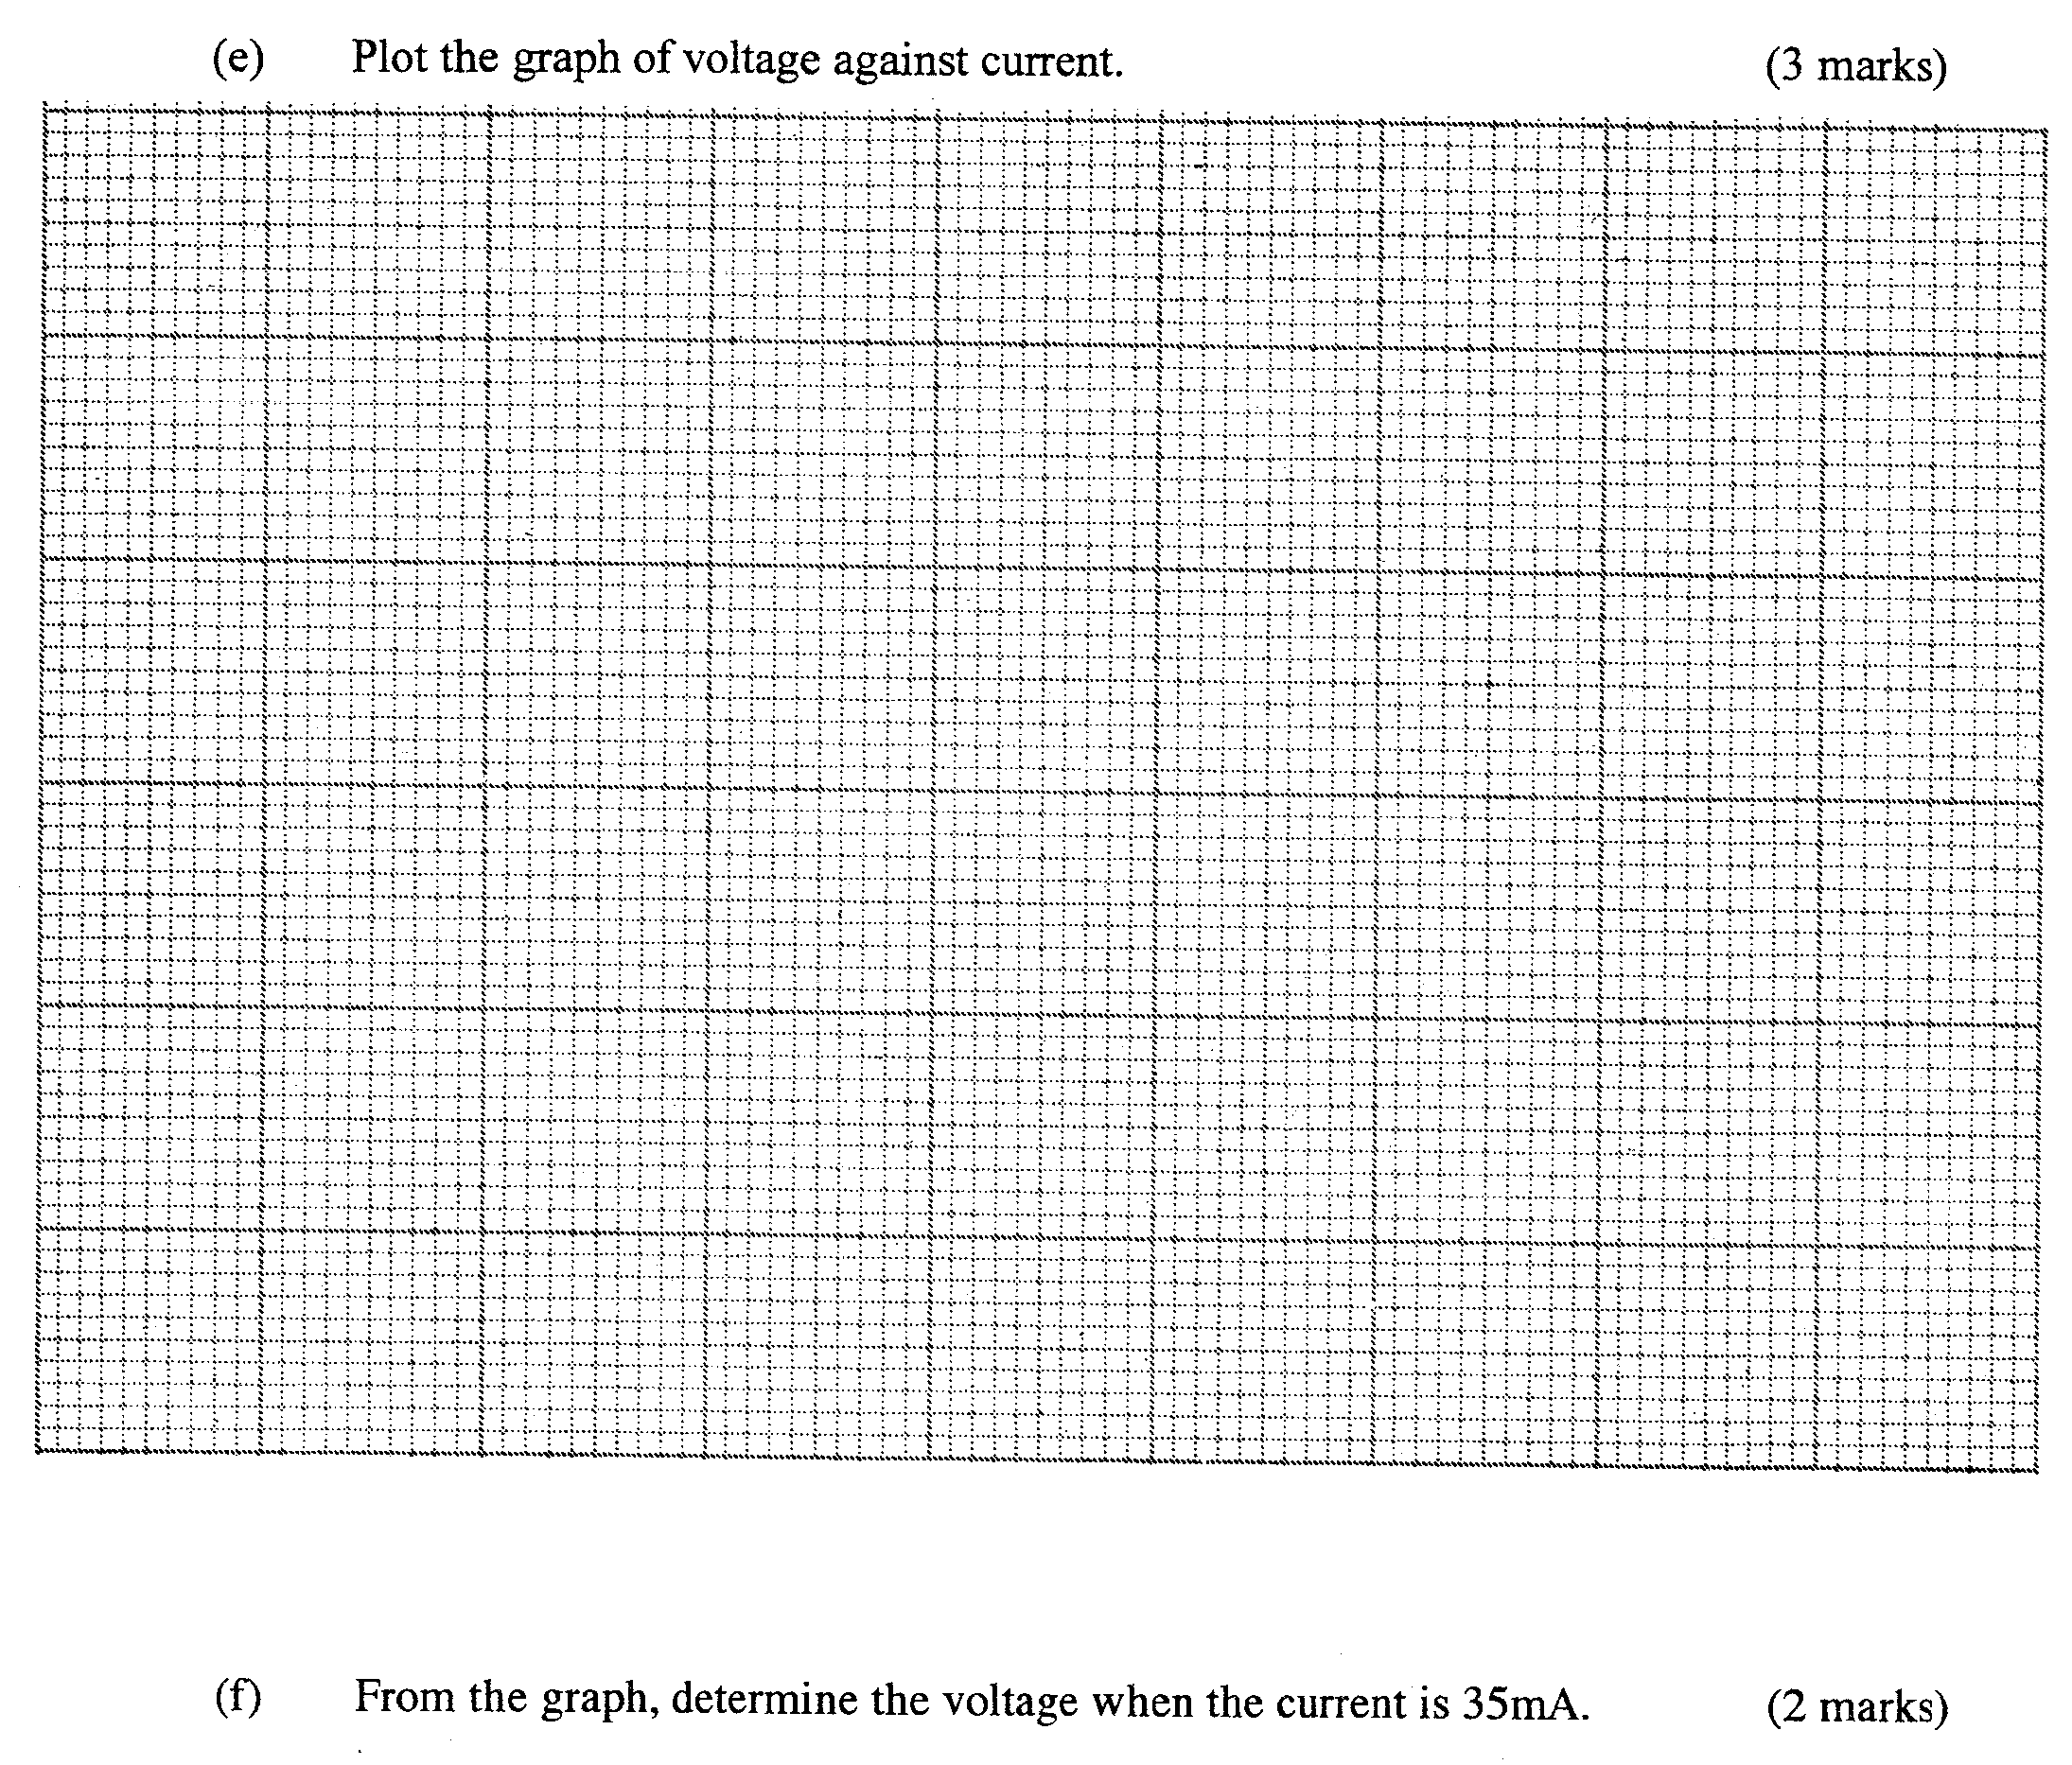 (e) Plot the graph of voltage against current. (3 marks)
(f) From the graph, determine the voltage when the current is 35mA. (2 marks)